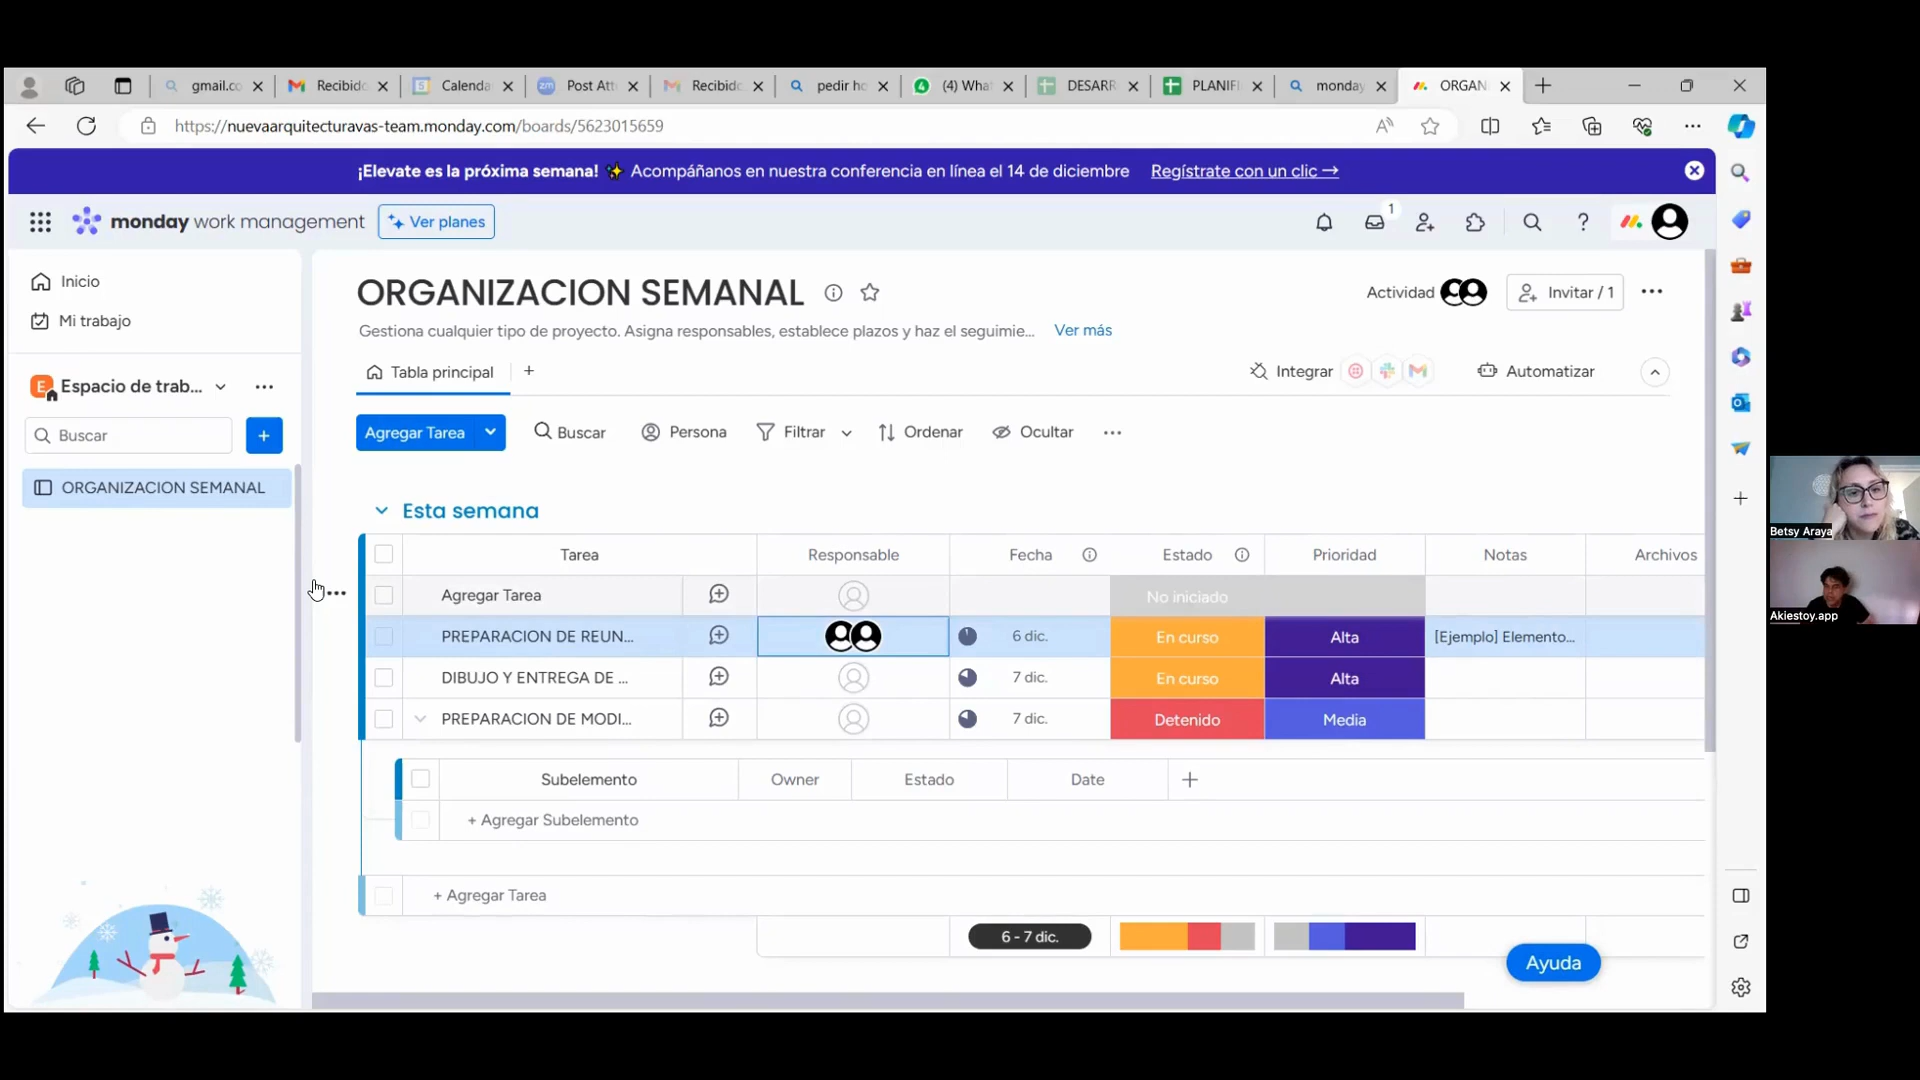 gmail.co
Recibido
Calenda
Post Att
Recibidc
pedir ho
(4) What
DESARR
PLANIFI
monday
ORGAN
https://nuevaarquitecturavas-team.monday.com/boards/5623015659
¡Elevate es la próxima semana! ✨ Acompáñanos en nuestra conferencia en línea el 14 de diciembre Regístrate con un clic →
monday work management
Ver planes
1
Inicio
Mi trabajo
E Espacio de trab...
Buscar
+
ORGANIZACION SEMANAL
ORGANIZACION SEMANAL
Actividad
Invitar / 1
Gestiona cualquier tipo de proyecto. Asigna responsables, establece plazos y haz el seguimie... Ver más
Tabla principal +
Integrar
Automatizar
Agregar Tarea
Buscar
Persona
Filtrar
Ordenar
Ocultar
Esta semana
Tarea Responsable Fecha Estado Prioridad Notas Archivos
Agregar Tarea No iniciado
PREPARACION DE REUN... 6 dic. En curso Alta [Ejemplo] Elemento...
DIBUJO Y ENTREGA DE ... 7 dic. En curso Alta
PREPARACION DE MODI... 7 dic. Detenido Media
Subelemento Owner Estado Date +
+ Agregar Subelemento
+ Agregar Tarea
6 - 7 dic.
Ayuda
Betsy Araya
Akiestoy.app